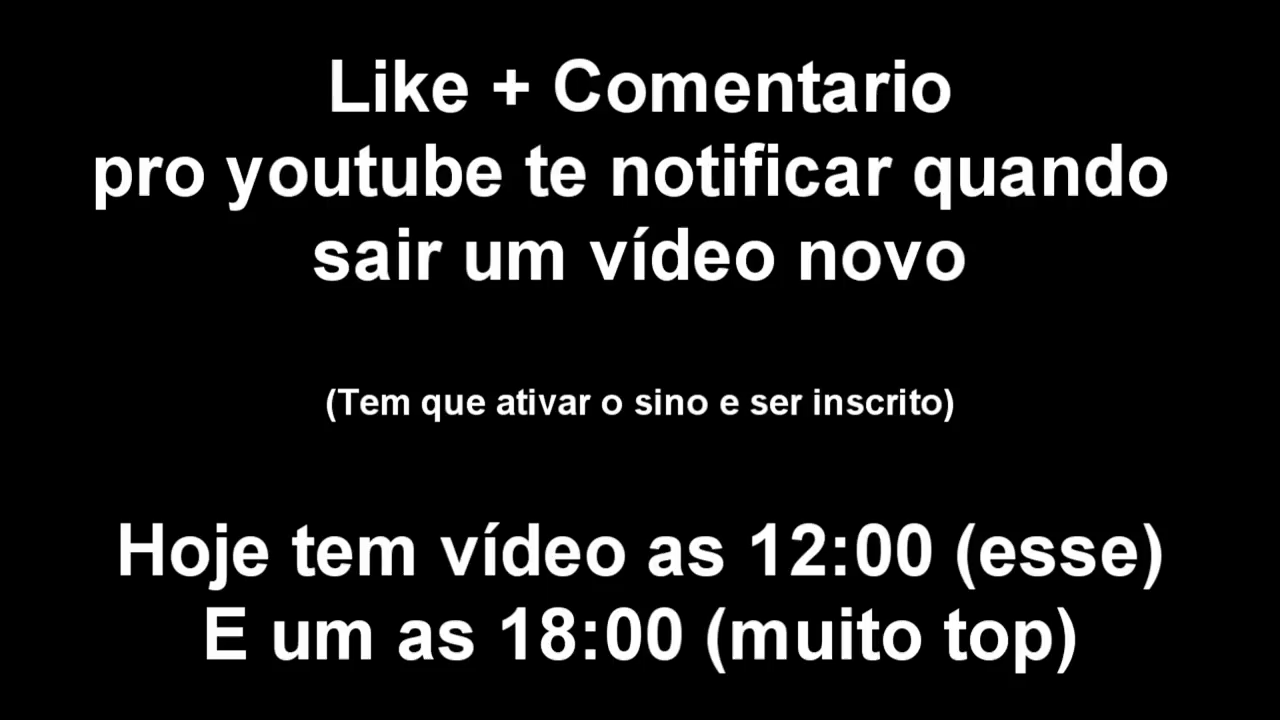 Like + Comentario
pro youtube te notificar quando
sair um vídeo novo
(Tem que ativar o sino e ser inscrito)
Hoje tem vídeo as 12:00 (esse)
E um as 18:00 (muito top)